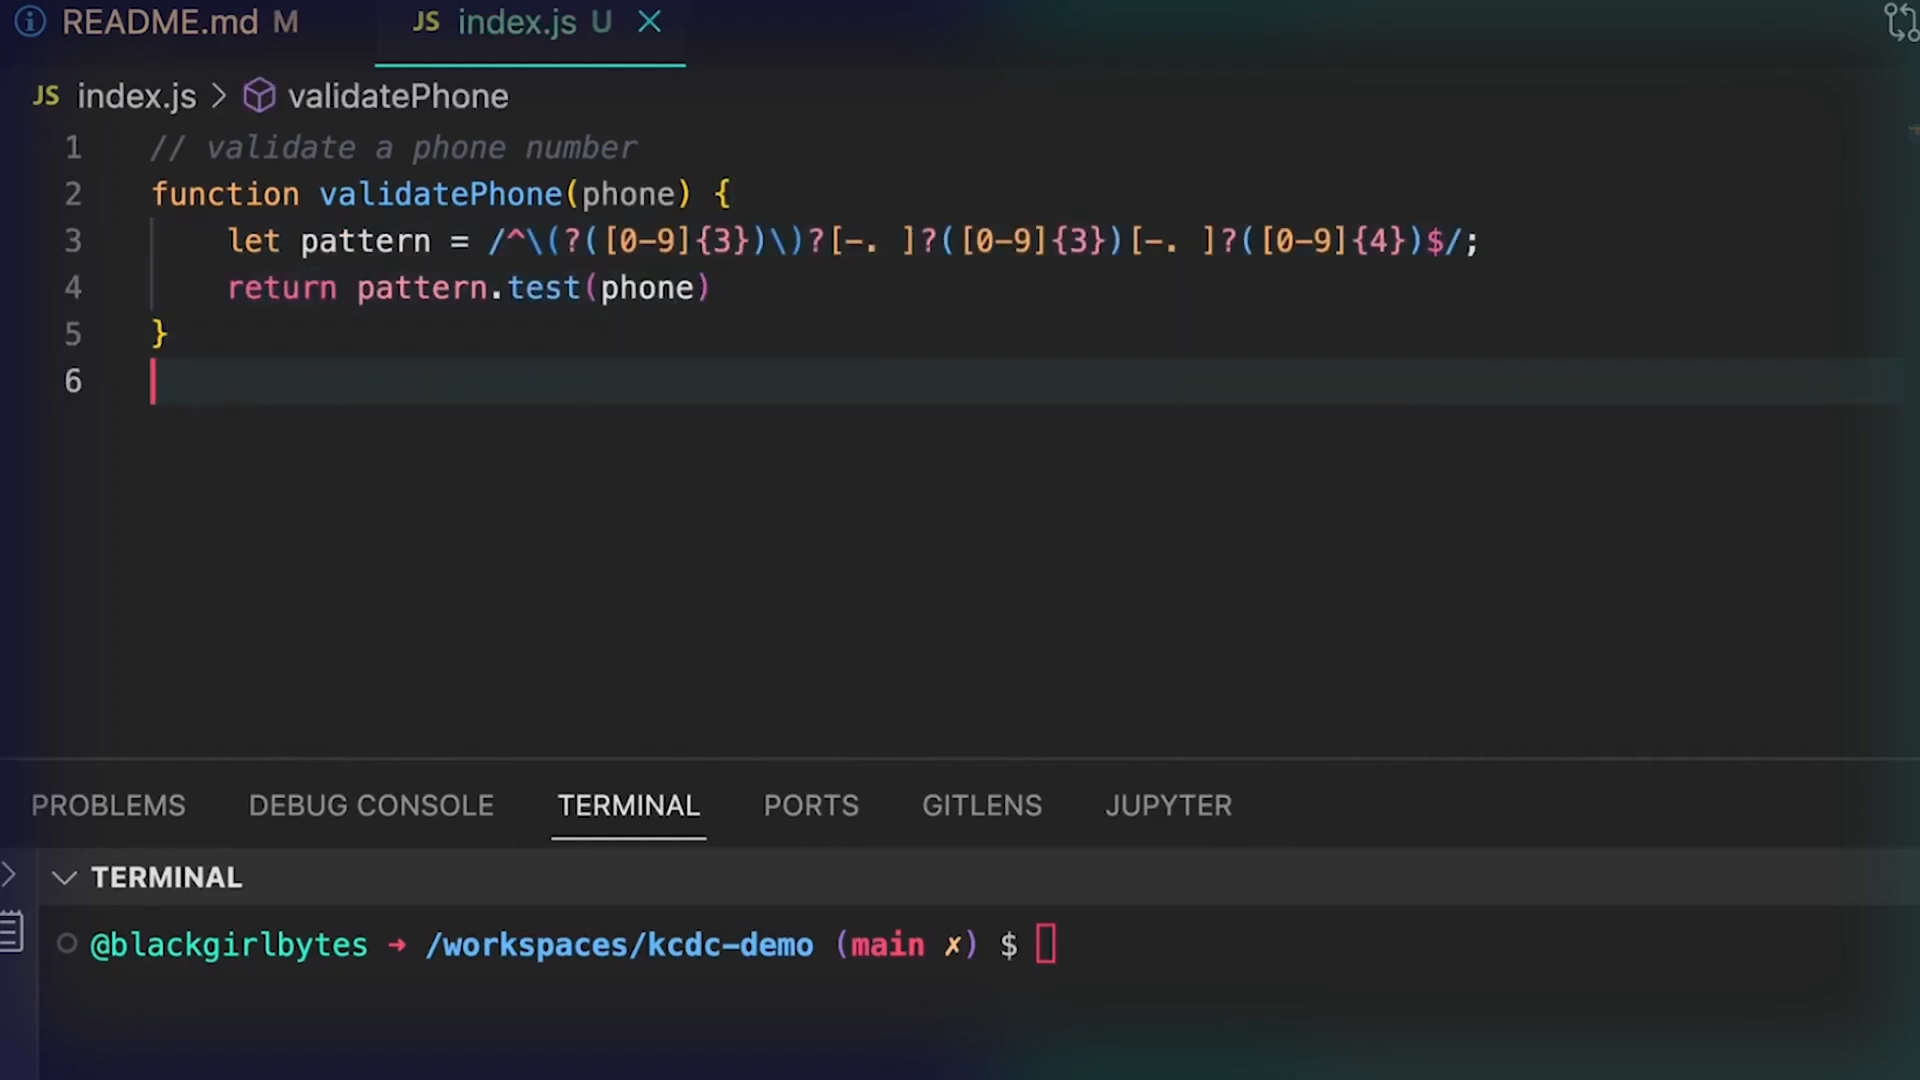 README.md M
JS index.js U
JS index.js > validatePhone
1 // validate a phone number
2 function validatePhone(phone) {
3 let pattern = /^\(?([0-9]{3})\)?[-. ]?([0-9]{3})[-. ]?([0-9]{4})$/;
4 return pattern.test(phone)
5 }
6
PROBLEMS DEBUG CONSOLE TERMINAL PORTS GITLENS JUPYTER
TERMINAL
@blackgirlbytes → /workspaces/kcdc-demo (main ✗) $